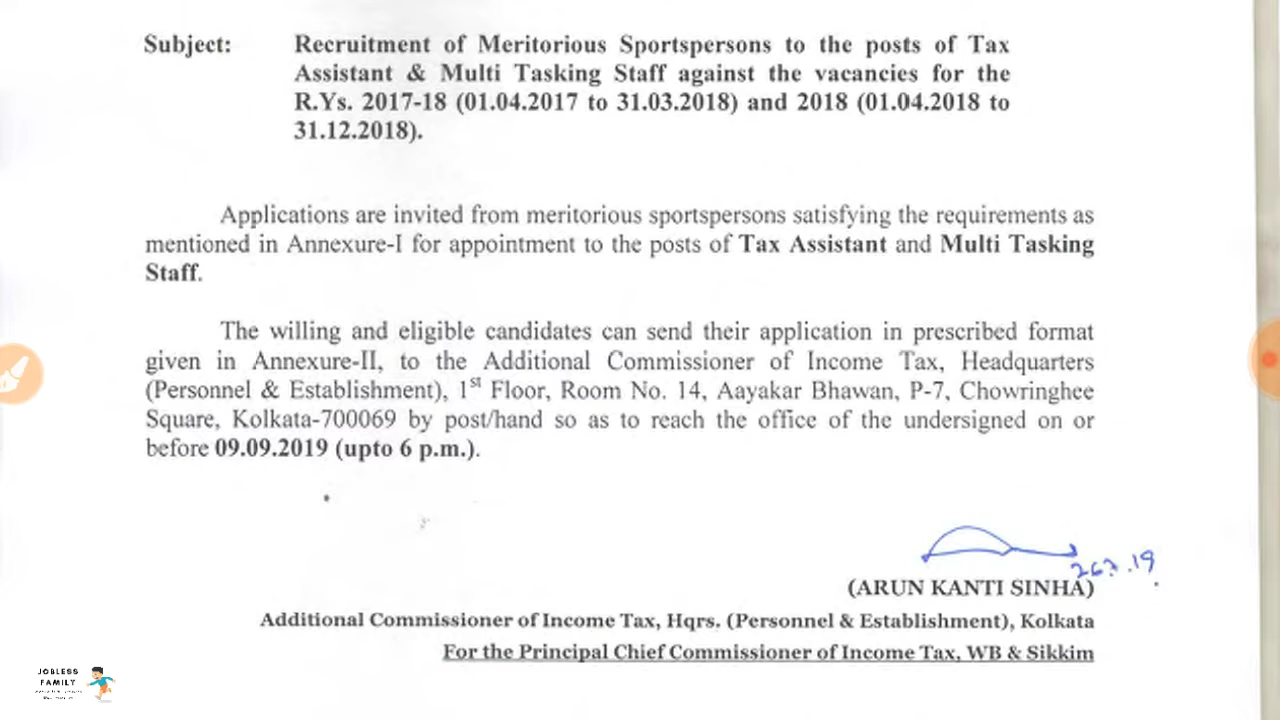 Subject: Recruitment of Meritorious Sportspersons to the posts of Tax
Assistant & Multi Tasking Staff against the vacancies for the
R.Ys. 2017-18 (01.04.2017 to 31.03.2018) and 2018 (01.04.2018 to
31.12.2018).
Applications are invited from meritorious sportspersons satisfying the requirements as
mentioned in Annexure-I for appointment to the posts of Tax Assistant and Multi Tasking
Staff.
The willing and eligible candidates can send their application in prescribed format
given in Annexure-II, to the Additional Commissioner of Income Tax, Headquarters
(Personnel & Establishment), 1st Floor, Room No. 14, Aayakar Bhawan, P-7, Chowringhee
Square, Kolkata-700069 by post/hand so as to reach the office of the undersigned on or
before 09.09.2019 (upto 6 p.m.).
(ARUN KANTI SINHA)
Additional Commissioner of Income Tax, Hqrs. (Personnel & Establishment), Kolkata
For the Principal Chief Commissioner of Income Tax, WB & Sikkim
JOBLESS
FAMILY